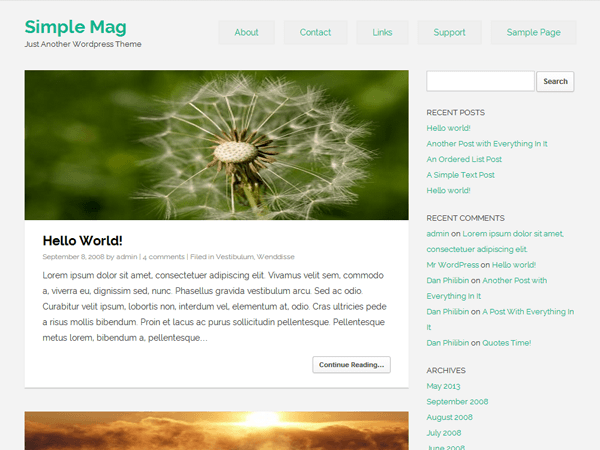 Simple Mag
Just Another Wordpress Theme
About
Contact
Links
Support
Sample Page
Hello World!
September 8, 2008 by admin | 4 comments | Filed in Vestibulum, Wenddisse
Lorem ipsum dolor sit amet, consectetuer adipiscing elit. Vivamus velit sem, commodo
a, viverra eu, dignissim sed, nunc. Phasellus gravida vestibulum arcu. Sed ac odio.
Curabitur velit ipsum, lobortis non, interdum vel, elementum at, odio. Cras ultricies pede
a risus mollis bibendum. Proin et lacus ac purus sollicitudin pellentesque. Pellentesque
metus lorem, bibendum a, pellentesque...
Continue Reading...
Search
RECENT POSTS
Hello world!
Another Post with Everything In It
An Ordered List Post
A Simple Text Post
Hello world!
RECENT COMMENTS
admin on Lorem ipsum dolor sit amet,
consectetuer adipiscing elit.
Mr WordPress on Hello world!
Dan Philibin on Another Post with
Everything In It
Dan Philibin on A Post With Everything In
It
Dan Philibin on Quotes Time!
ARCHIVES
May 2013
September 2008
August 2008
July 2008
June 2008